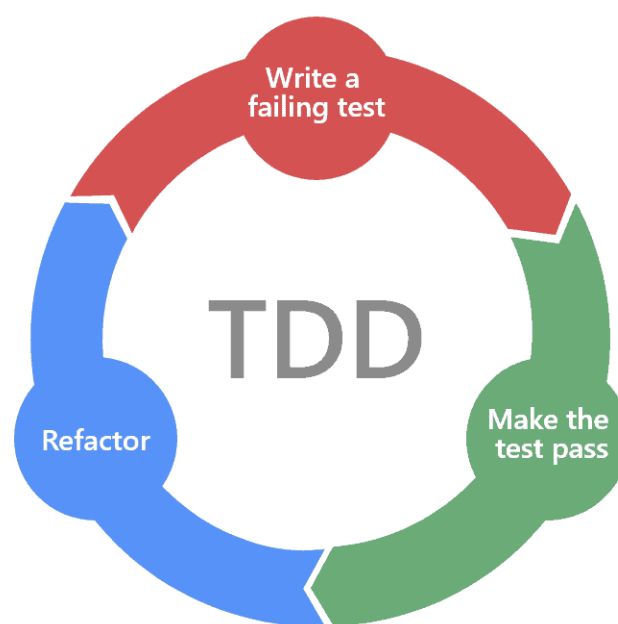 Write a
failing test
TDD
Make the
test pass
Refactor